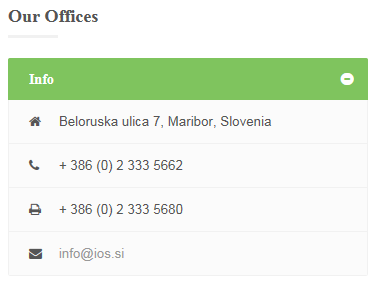 Our Offices
Info
Beloruska ulica 7, Maribor, Slovenia
+ 386 (0) 2 333 5662
+ 386 (0) 2 333 5680
info@ios.si